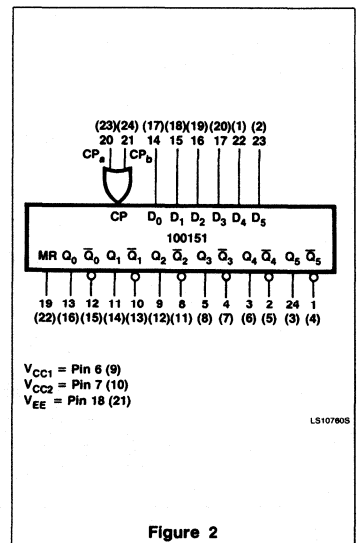 (23)(24) (17)(18)(19)(20)(1) (2)
20 21 14 15 16 17 22 23
CPa CPb
CP D0 D1 D2 D3 D4 D5
100151
MR Q0 Q̅0 Q1 Q̅1 Q2 Q̅2 Q3 Q̅3 Q4 Q̅4 Q5 Q̅5
19 13 12 11 10 9 8 5 4 3 2 24 1
(22)(16)(15)(14)(13)(12)(11) (8) (7) (6) (5) (3) (4)
VCC1 = Pin 6 (9)
VCC2 = Pin 7 (10)
VEE = Pin 18 (21)
LS10760S
Figure 2